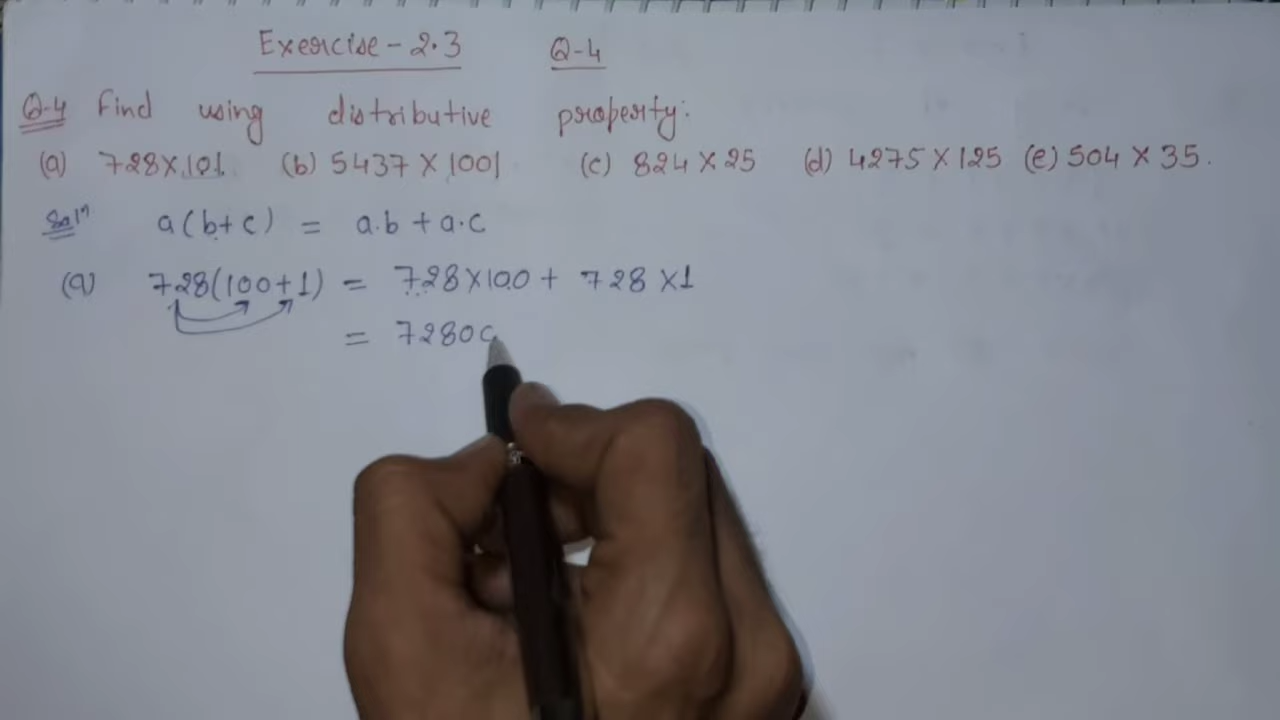 Exercise - 2.3 Q-4
Q-4 Find using distributive property:
(a) 728×101 (b) 5437 × 1001 (c) 824 × 25 (d) 4275 × 125 (e) 504 × 35.
Solⁿ a(b+c) = a.b + a.c
(a) 728(100+1) = 728×100 + 728 ×1
= 72800